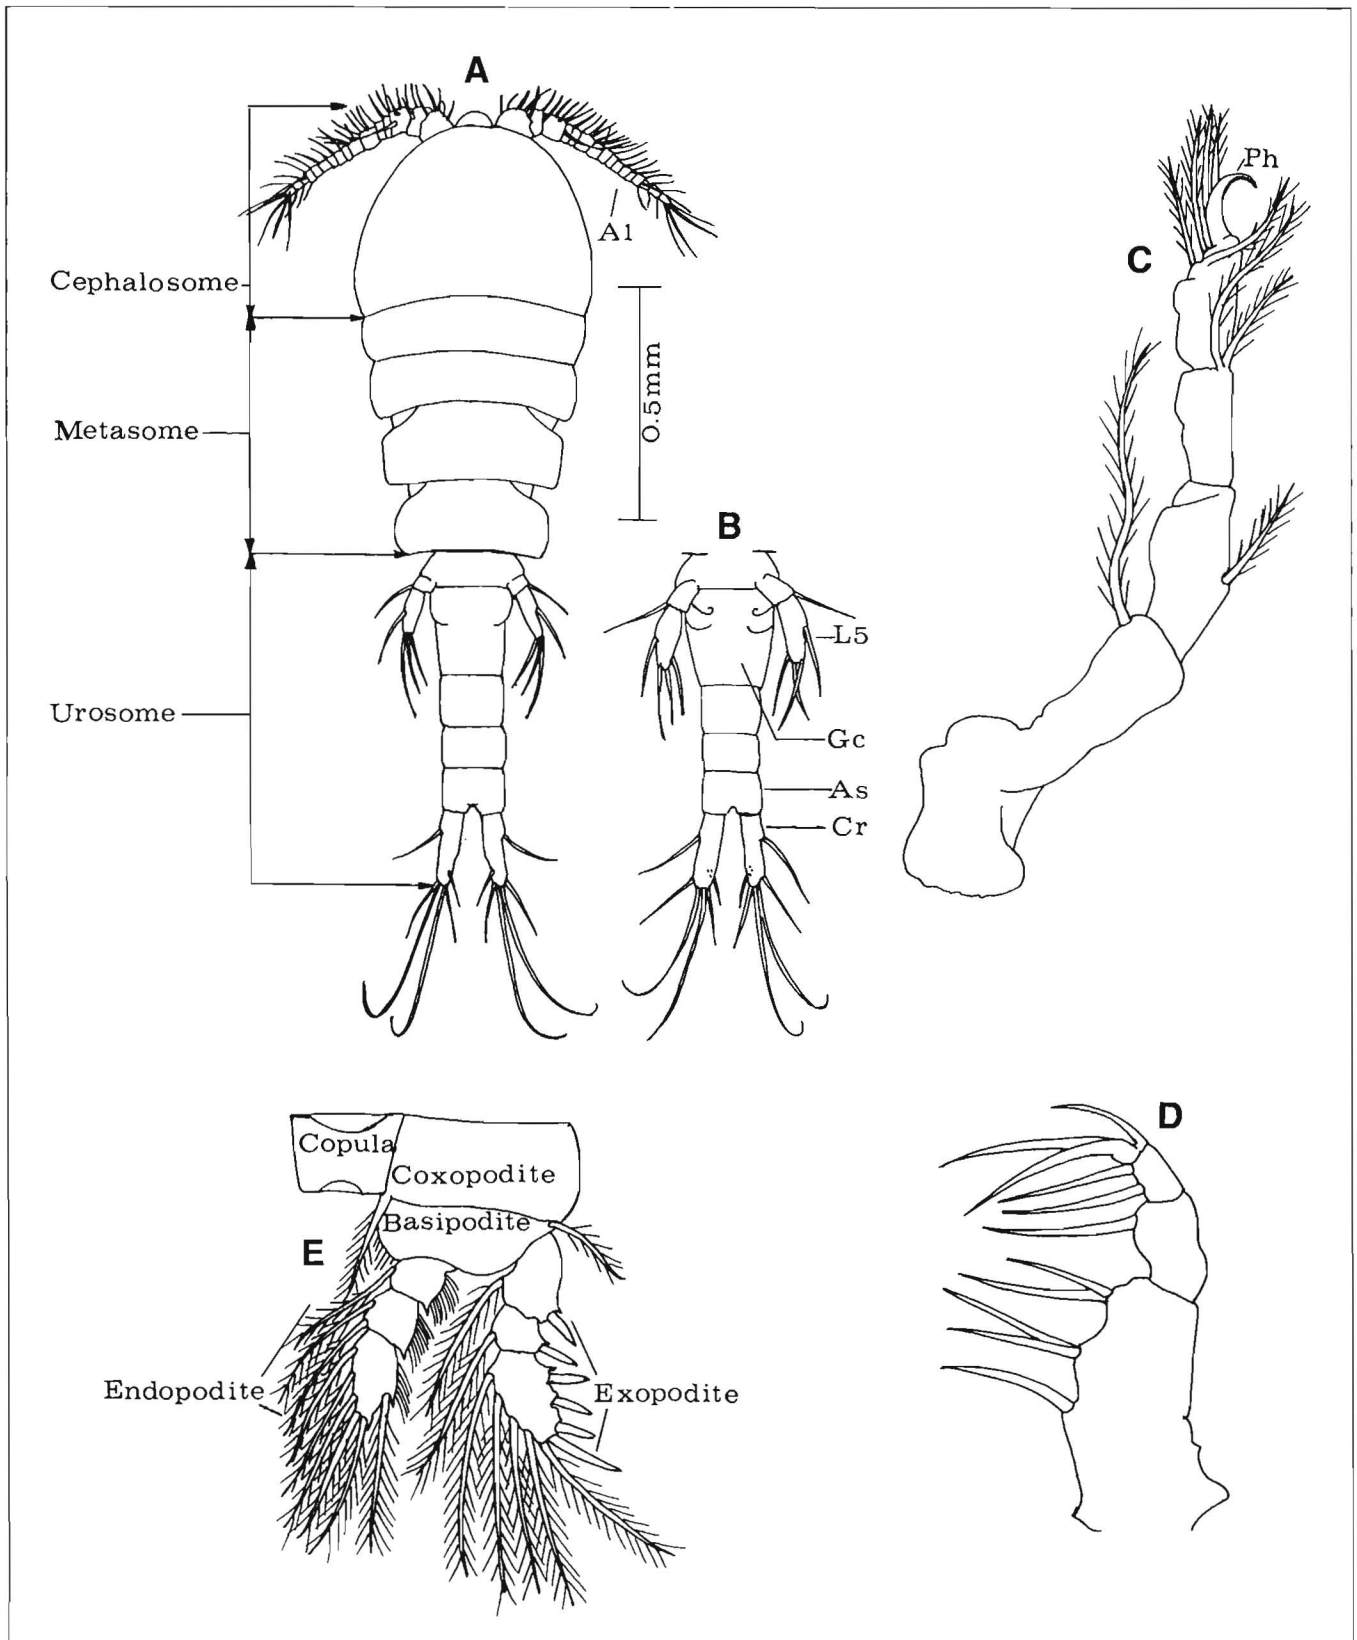 A
A1
Cephalosome
Metasome
0.5mm
Urosome
B
L5
Gc
As
Cr
C
Ph
D
E
Copula
Coxopodite
Basipodite
Endopodite
Exopodite